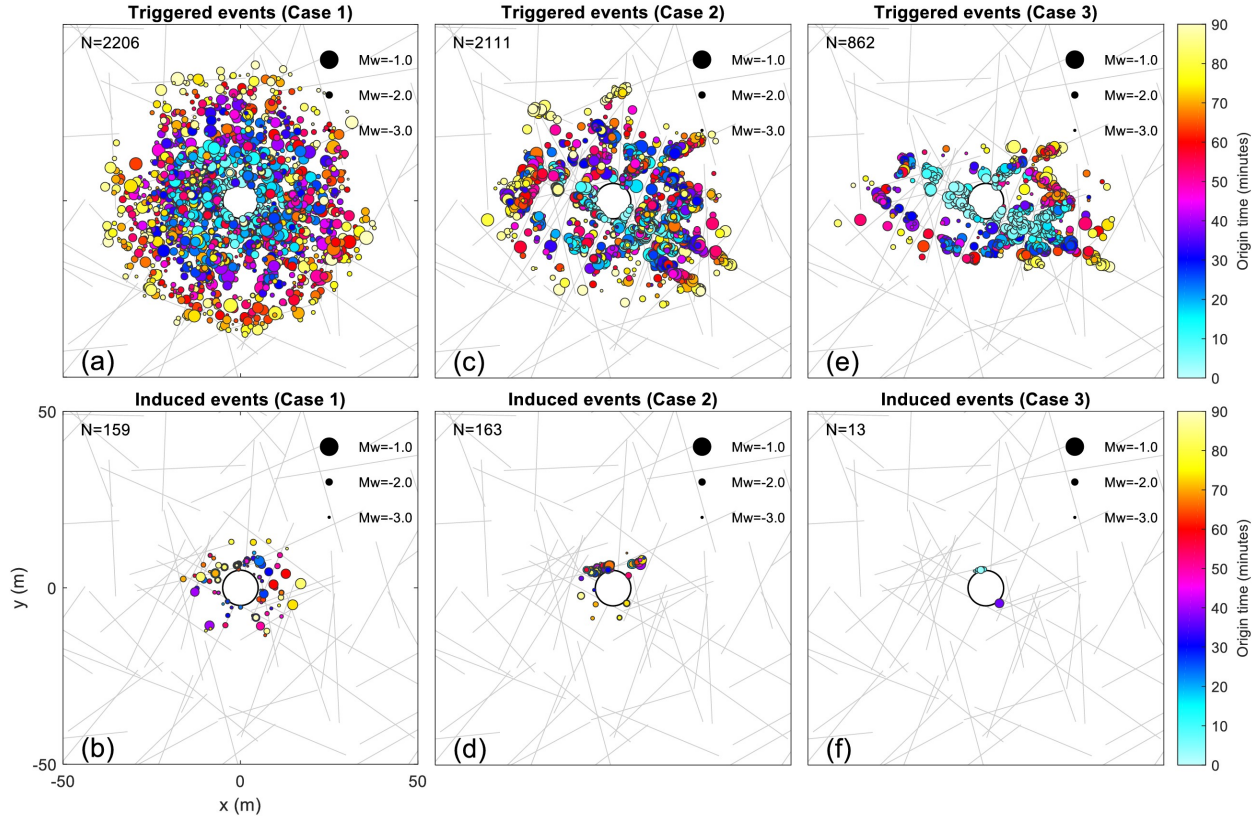 Triggered events (Case 1)
N=2206
Mw=-1.0
Mw=-2.0
Mw=-3.0
(a)
Triggered events (Case 2)
N=2111
Mw=-1.0
Mw=-2.0
Mw=-3.0
(c)
Triggered events (Case 3)
N=862
Mw=-1.0
Mw=-2.0
Mw=-3.0
(e)
90
80
70
60
50
40
30
20
10
0
Origin time (minutes)
Induced events (Case 1)
50
0
-50
y (m)
N=159
Mw=-1.0
Mw=-2.0
Mw=-3.0
(b)
-50
0
50
x (m)
Induced events (Case 2)
N=163
Mw=-1.0
Mw=-2.0
Mw=-3.0
(d)
Induced events (Case 3)
N=13
Mw=-1.0
Mw=-2.0
Mw=-3.0
(f)
90
80
70
60
50
40
30
20
10
0
Origin time (minutes)